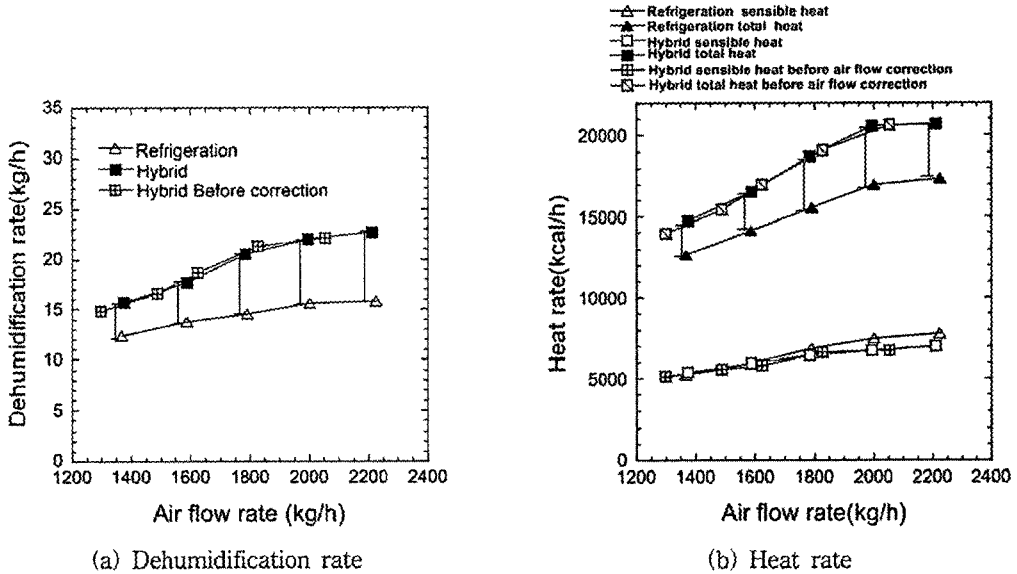 Refrigeration sensible heat
Refrigeration total heat
Hybrid sensible heat
Hybrid total heat
Hybrid sensible heat before air flow correction
Hybrid total heat before air flow correction
Dehumidification rate(kg/h)
35
30
25
20
15
10
5
0
Refrigeration
Hybrid
Hybrid Before correction
1200 1400 1600 1800 2000 2200 2400
Air flow rate (kg/h)
(a) Dehumidification rate
Heat rate(kcal/h)
20000
15000
10000
5000
0
1200 1400 1600 1800 2000 2200 2400
Air flow rate(kg/h)
(b) Heat rate